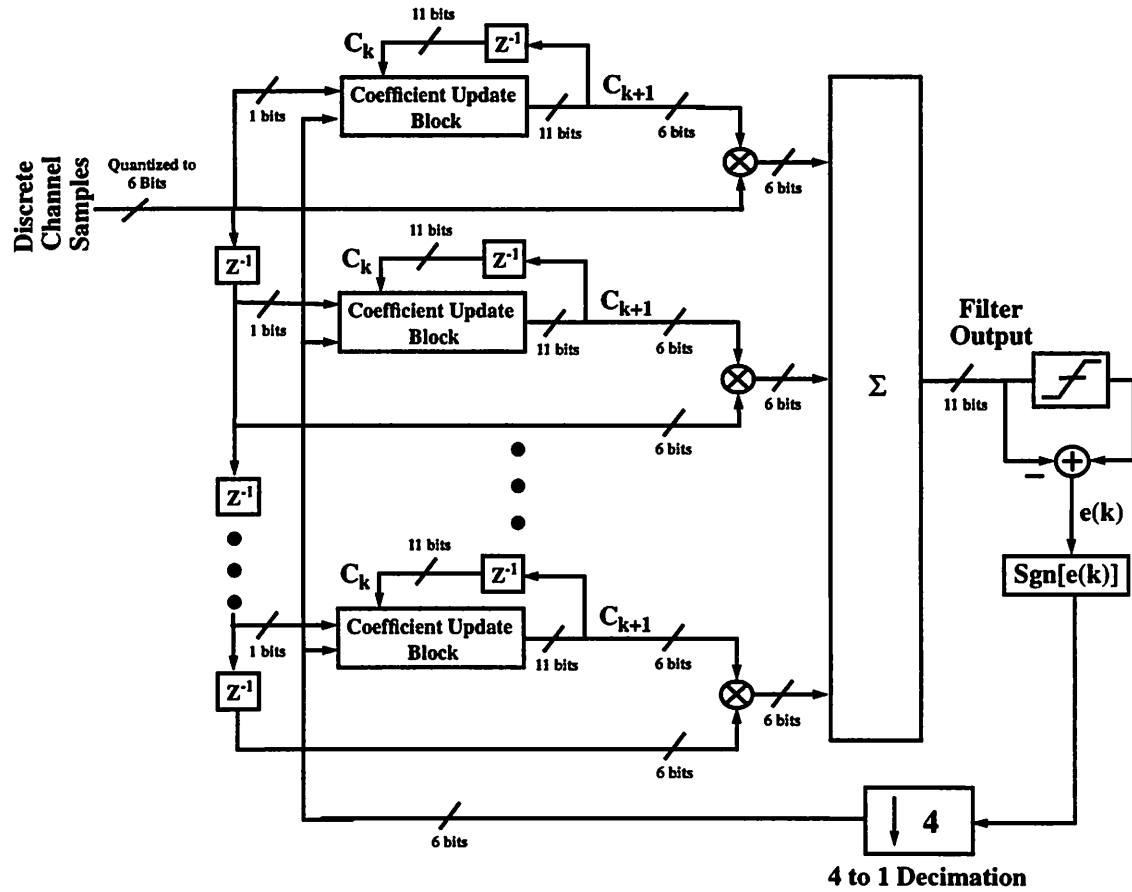 11 bits
Z-1
Ck
Coefficient Update
Block
1 bits
11 bits
Ck+1
6 bits
6 bits
Discrete
Channel
Samples
Quantized to
6 Bits
Z-1
11 bits
Z-1
Ck
Coefficient Update
Block
1 bits
11 bits
Ck+1
6 bits
6 bits
6 bits
Σ
Filter
Output
11 bits
+
−
e(k)
Sgn[e(k)]
Z-1
11 bits
Z-1
Ck
Coefficient Update
Block
1 bits
11 bits
Ck+1
6 bits
6 bits
Z-1
6 bits
6 bits
4
4 to 1 Decimation